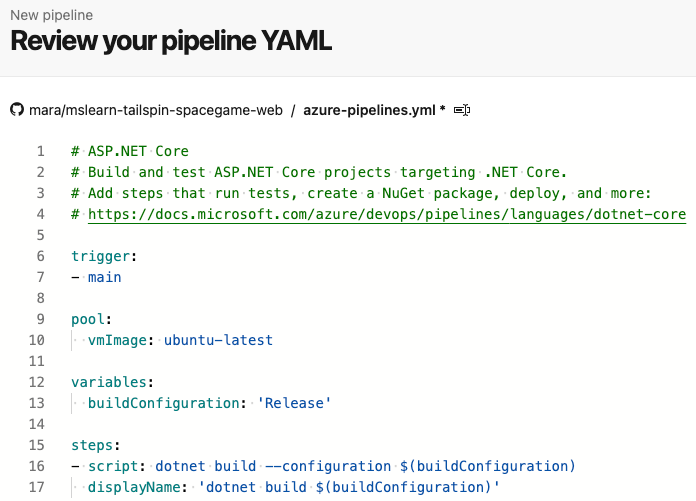 New pipeline
Review your pipeline YAML
mara/mslearn-tailspin-spacegame-web / azure-pipelines.yml *
1 # ASP.NET Core
2 # Build and test ASP.NET Core projects targeting .NET Core.
3 # Add steps that run tests, create a NuGet package, deploy, and more:
4 # https://docs.microsoft.com/azure/devops/pipelines/languages/dotnet-core
5
6 trigger:
7 - main
8
9 pool:
10   vmImage: ubuntu-latest
11
12 variables:
13   buildConfiguration: 'Release'
14
15 steps:
16 - script: dotnet build --configuration $(buildConfiguration)
17   displayName: 'dotnet build $(buildConfiguration)'